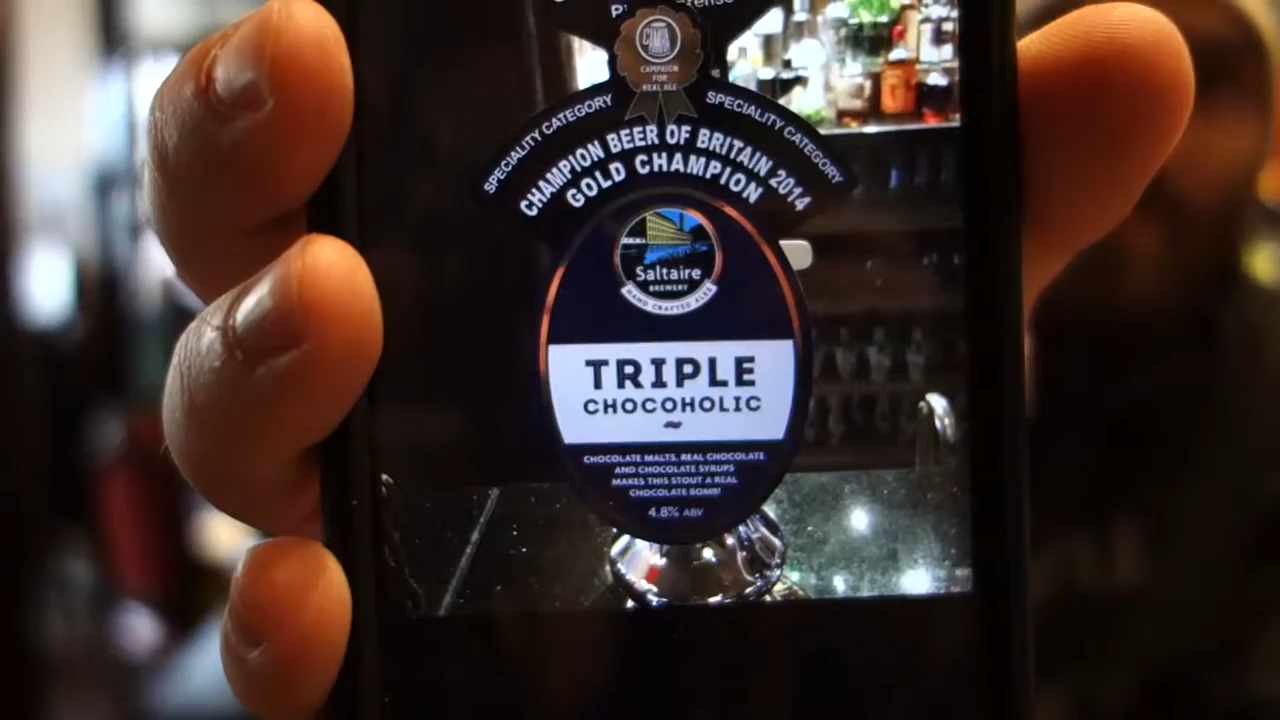 CAMRA
CAMPAIGN
FOR
REAL ALE
SPECIALITY CATEGORY
SPECIALITY CATEGORY
CHAMPION BEER OF BRITAIN 2014
GOLD CHAMPION
Saltaire
BREWERY
HAND CRAFTED ALES
TRIPLE
CHOCOHOLIC
CHOCOLATE MALTS, REAL CHOCOLATE
AND CHOCOLATE SYRUPS
MAKES THIS STOUT A REAL
CHOCOLATE BOMB!
4.8% ABV